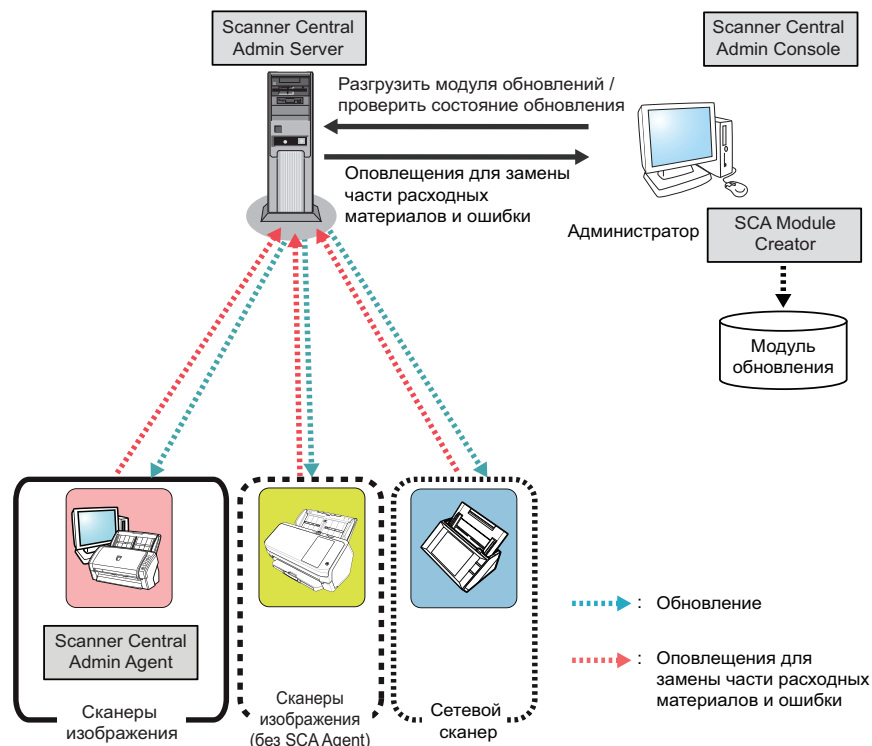 Scanner Central
Admin Server
Scanner Central
Admin Console
Разгрузить модуля обновлений /
проверить состояние обновления
Оповлещения для замены
части расходных
материалов и ошибки
Администратор
SCA Module
Creator
Модуль
обновления
Scanner Central
Admin Agent
Сканеры
изображения
Сканеры
изображения
(без SCA Agent)
Сетевой
сканер
: Обновление
: Оповлещения для
замены части расходных
материалов и ошибки